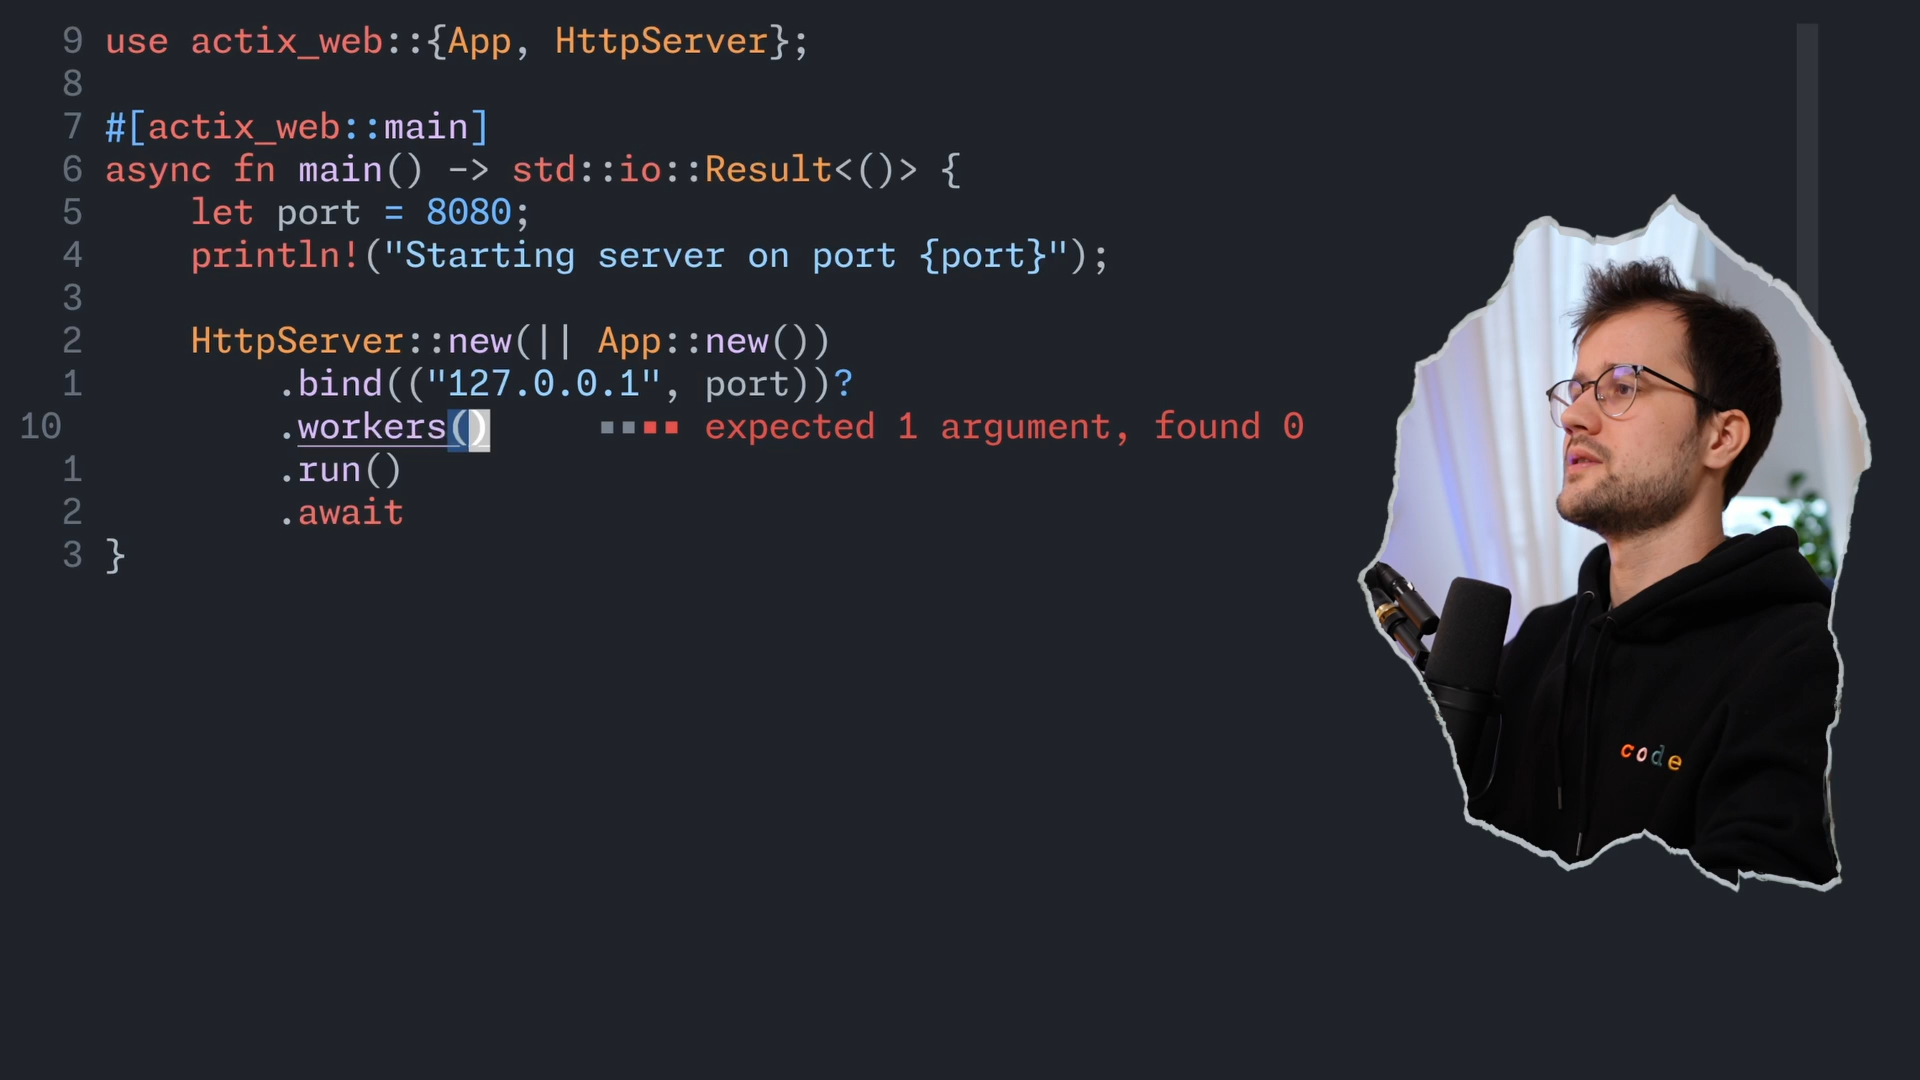 9 use actix_web::{App, HttpServer};
8
7 #[actix_web::main]
6 async fn main() -> std::io::Result<()> {
5     let port = 8080;
4     println!("Starting server on port {port}");
3
2     HttpServer::new(|| App::new())
1         .bind(("127.0.0.1", port))?
10         .workers()     ▪▪▪▪ expected 1 argument, found 0
1         .run()
2         .await
3 }
code